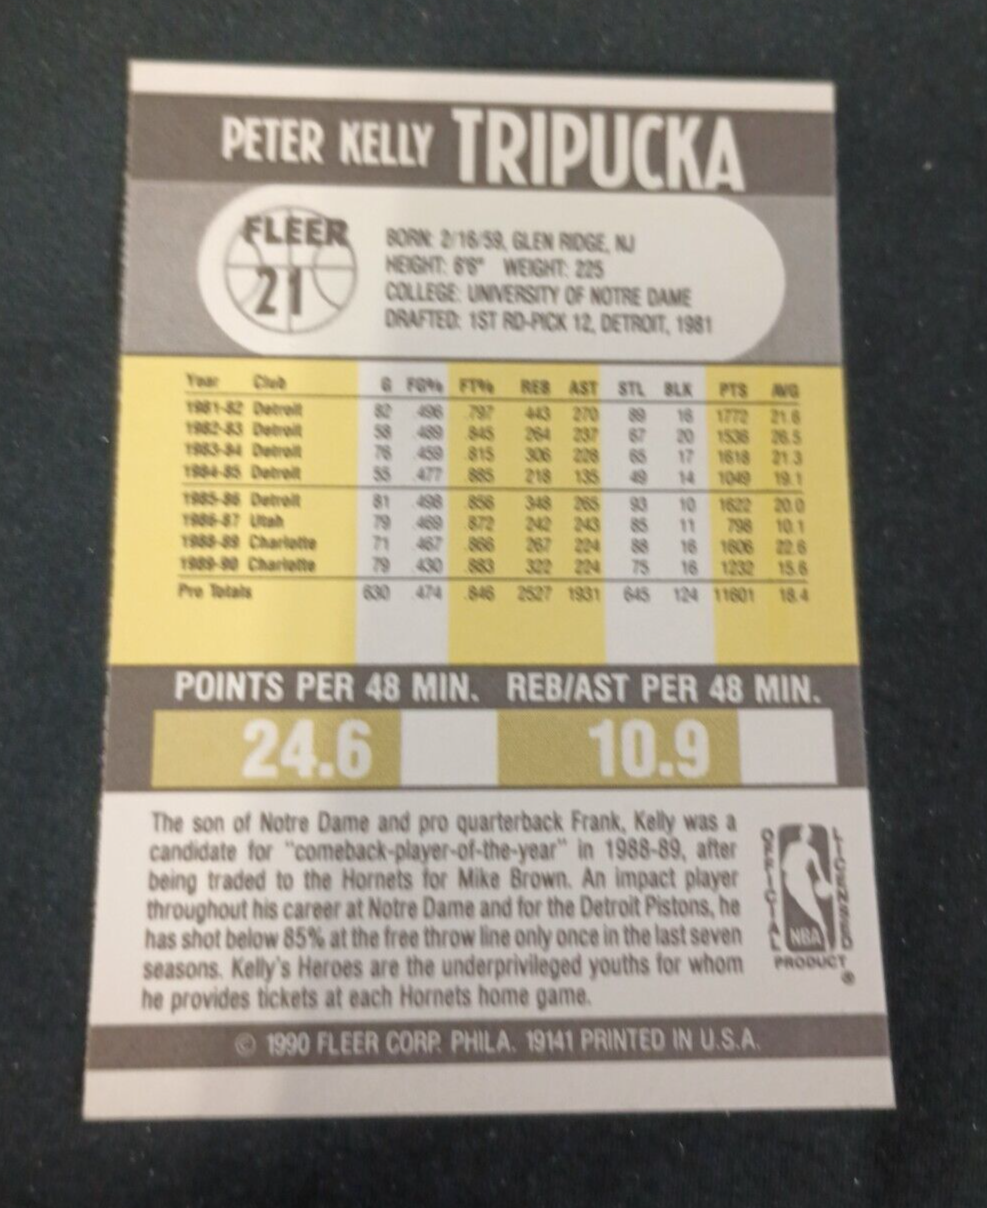 PETER KELLY TRIPUCKA
FLEER
21
BORN: 2/16/59, GLEN RIDGE, NJ
HEIGHT: 6'6" WEIGHT: 225
COLLEGE: UNIVERSITY OF NOTRE DAME
DRAFTED: 1ST RD-PICK 12, DETROIT, 1981
Year Club G FG% FT% REB AST STL BLK PTS AVG
1981-82 Detroit 82 .496 .797 443 270 89 16 1772 21.6
1982-83 Detroit 58 .489 .845 264 237 67 20 1536 26.5
1983-84 Detroit 76 .459 .815 306 228 65 17 1618 21.3
1984-85 Detroit 55 .477 .885 218 135 49 14 1049 19.1
1985-86 Detroit 81 .498 .856 348 265 93 10 1622 20.0
1986-87 Utah 79 .469 .872 242 243 85 11 798 10.1
1988-89 Charlotte 71 .467 .866 267 224 88 16 1606 22.6
1989-90 Charlotte 79 .430 .883 322 224 75 16 1232 15.6
Pro Totals 630 .474 .846 2527 1931 645 124 11601 18.4
POINTS PER 48 MIN. REB/AST PER 48 MIN.
24.6 10.9
The son of Notre Dame and pro quarterback Frank, Kelly was a
candidate for "comeback-player-of-the-year" in 1988-89, after
being traded to the Hornets for Mike Brown. An impact player
throughout his career at Notre Dame and for the Detroit Pistons, he
has shot below 85% at the free throw line only once in the last seven
seasons. Kelly's Heroes are the underprivileged youths for whom
he provides tickets at each Hornets home game.
OFFICIAL
LICENSED
NBA
PRODUCT
®
© 1990 FLEER CORP. PHILA. 19141 PRINTED IN U.S.A.